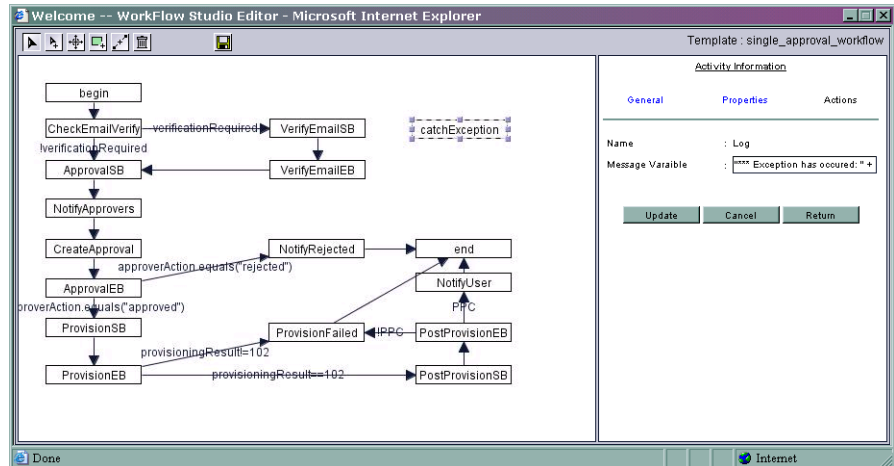 Welcome -- WorkFlow Studio Editor - Microsoft Internet Explorer
Template : single_approval_workflow
Activity Information
General Properties Actions
Name : Log
Message Varaible : "*** Exception has occured: " +
Update Cancel Return
begin
CheckEmailVerify verificationRequired VerifyEmailSB catchException
!verificationRequired
ApprovalSB VerifyEmailEB
NotifyApprovers
CreateApproval NotifyRejected end
approverAction.equals("rejected")
ApprovalEB NotifyUser
proverAction.equals("approved") PPC
ProvisionSB ProvisionFailed !PPC PostProvisionEB
provisioningResult!=102
ProvisionEB provisioningResult==102 PostProvisionSB
Done Internet